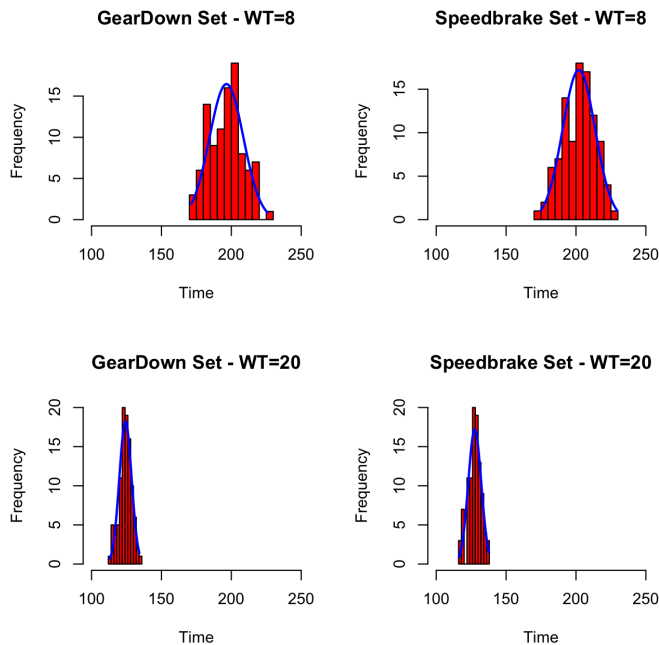 GearDown Set - WT=8
Frequency
0
5
10
15
100 150 200 250
Time
Speedbrake Set - WT=8
Frequency
0
5
10
15
100 150 200 250
Time
GearDown Set - WT=20
Frequency
0
5
10
15
20
100 150 200 250
Time
Speedbrake Set - WT=20
Frequency
0
5
10
15
20
100 150 200 250
Time